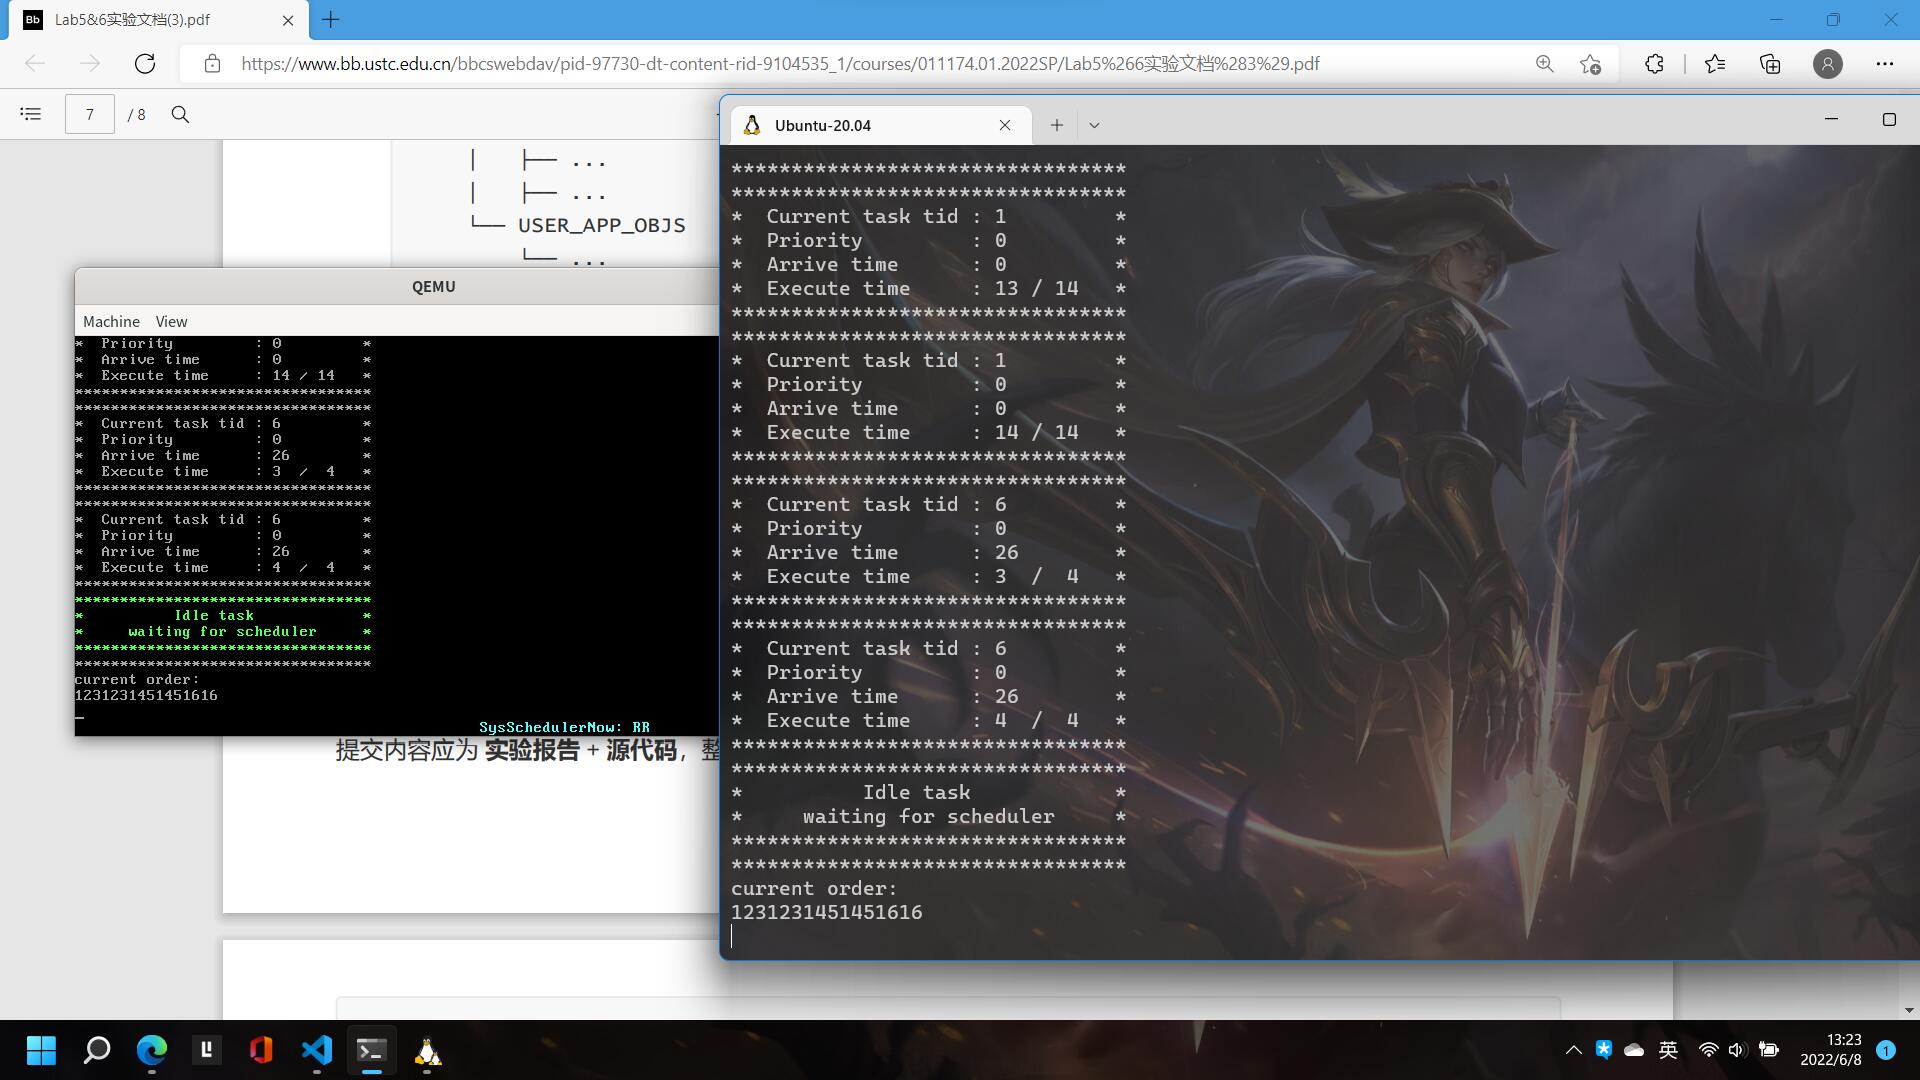 Lab5&6实验文档(3).pdf
https://www.bb.ustc.edu.cn/bbcswebdav/pid-97730-dt-content-rid-9104535_1/courses/011174.01.2022SP/Lab5%266实验文档%283%29.pdf
7 / 8
│ ├── ...
│ ├── ...
└── USER_APP_OBJS
└── ...
QEMU
Machine View
* Priority : 0 *
* Arrive time : 0 *
* Execute time : 14 / 14 *
*********************************
*********************************
* Current task tid : 6 *
* Priority : 0 *
* Arrive time : 26 *
* Execute time : 3 / 4 *
*********************************
*********************************
* Current task tid : 6 *
* Priority : 0 *
* Arrive time : 26 *
* Execute time : 4 / 4 *
*********************************
*********************************
* Idle task *
* waiting for scheduler *
*********************************
*********************************
current order:
1231231451451616
_
SysSchedulerNow: RR
提交内容应为 实验报告 + 源代码，整
Ubuntu-20.04
*********************************
*********************************
* Current task tid : 1 *
* Priority : 0 *
* Arrive time : 0 *
* Execute time : 13 / 14 *
*********************************
*********************************
* Current task tid : 1 *
* Priority : 0 *
* Arrive time : 0 *
* Execute time : 14 / 14 *
*********************************
*********************************
* Current task tid : 6 *
* Priority : 0 *
* Arrive time : 26 *
* Execute time : 3 / 4 *
*********************************
*********************************
* Current task tid : 6 *
* Priority : 0 *
* Arrive time : 26 *
* Execute time : 4 / 4 *
*********************************
*********************************
* Idle task *
* waiting for scheduler *
*********************************
*********************************
current order:
1231231451451616
英
13:23
2022/6/8
1